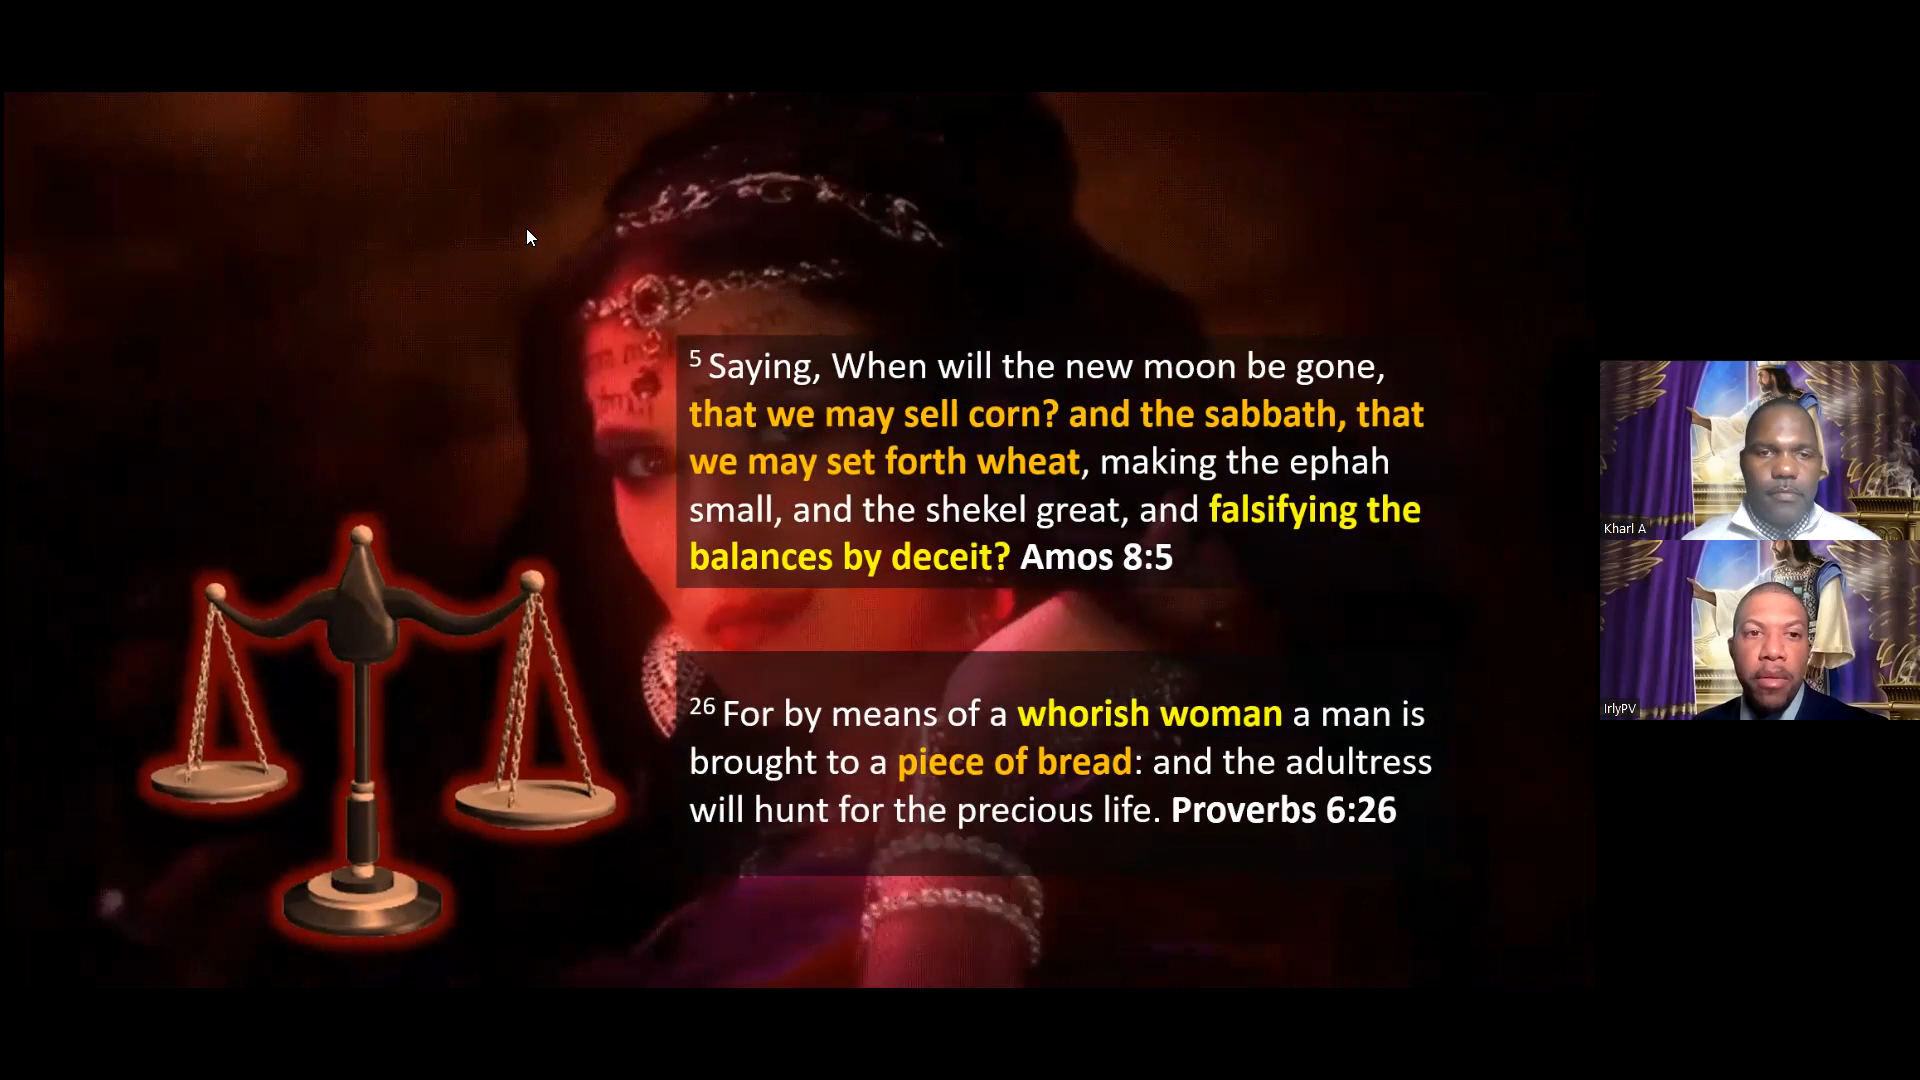 5 Saying, When will the new moon be gone,
that we may sell corn? and the sabbath, that
we may set forth wheat, making the ephah
small, and the shekel great, and falsifying the
balances by deceit? Amos 8:5
26 For by means of a whorish woman a man is
brought to a piece of bread: and the adultress
will hunt for the precious life. Proverbs 6:26
Kharl A
IrlyPV